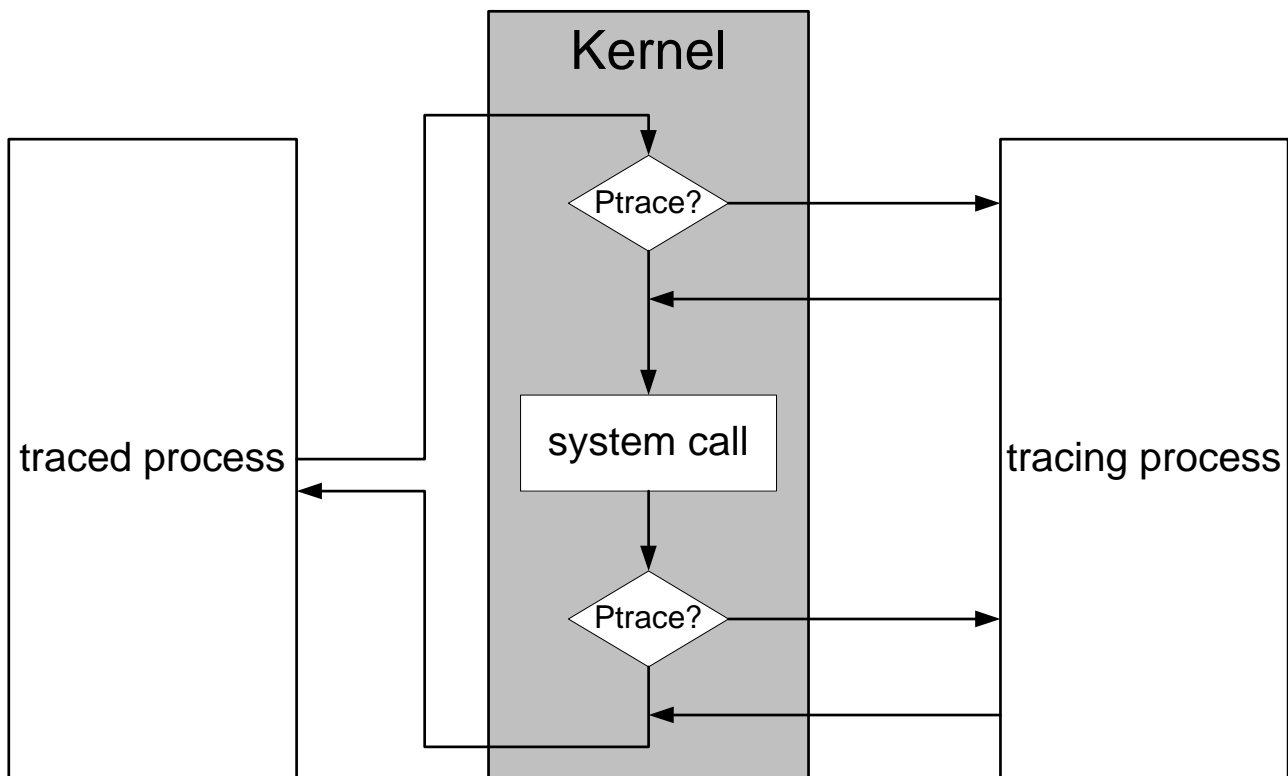 Kernel
Ptrace?
traced process
system call
tracing process
Ptrace?